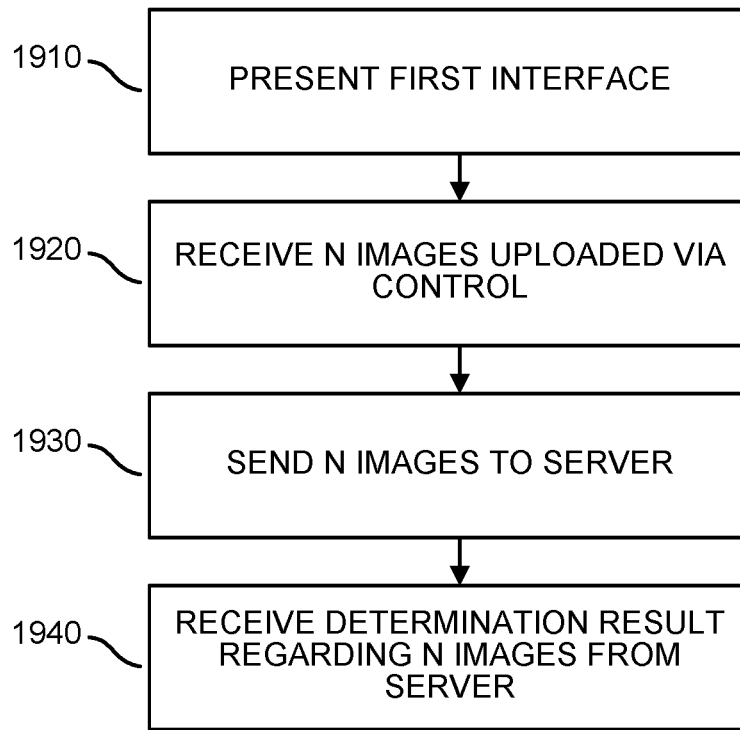 1910
PRESENT FIRST INTERFACE
1920
RECEIVE N IMAGES UPLOADED VIA
CONTROL
1930
SEND N IMAGES TO SERVER
1940
RECEIVE DETERMINATION RESULT
REGARDING N IMAGES FROM
SERVER